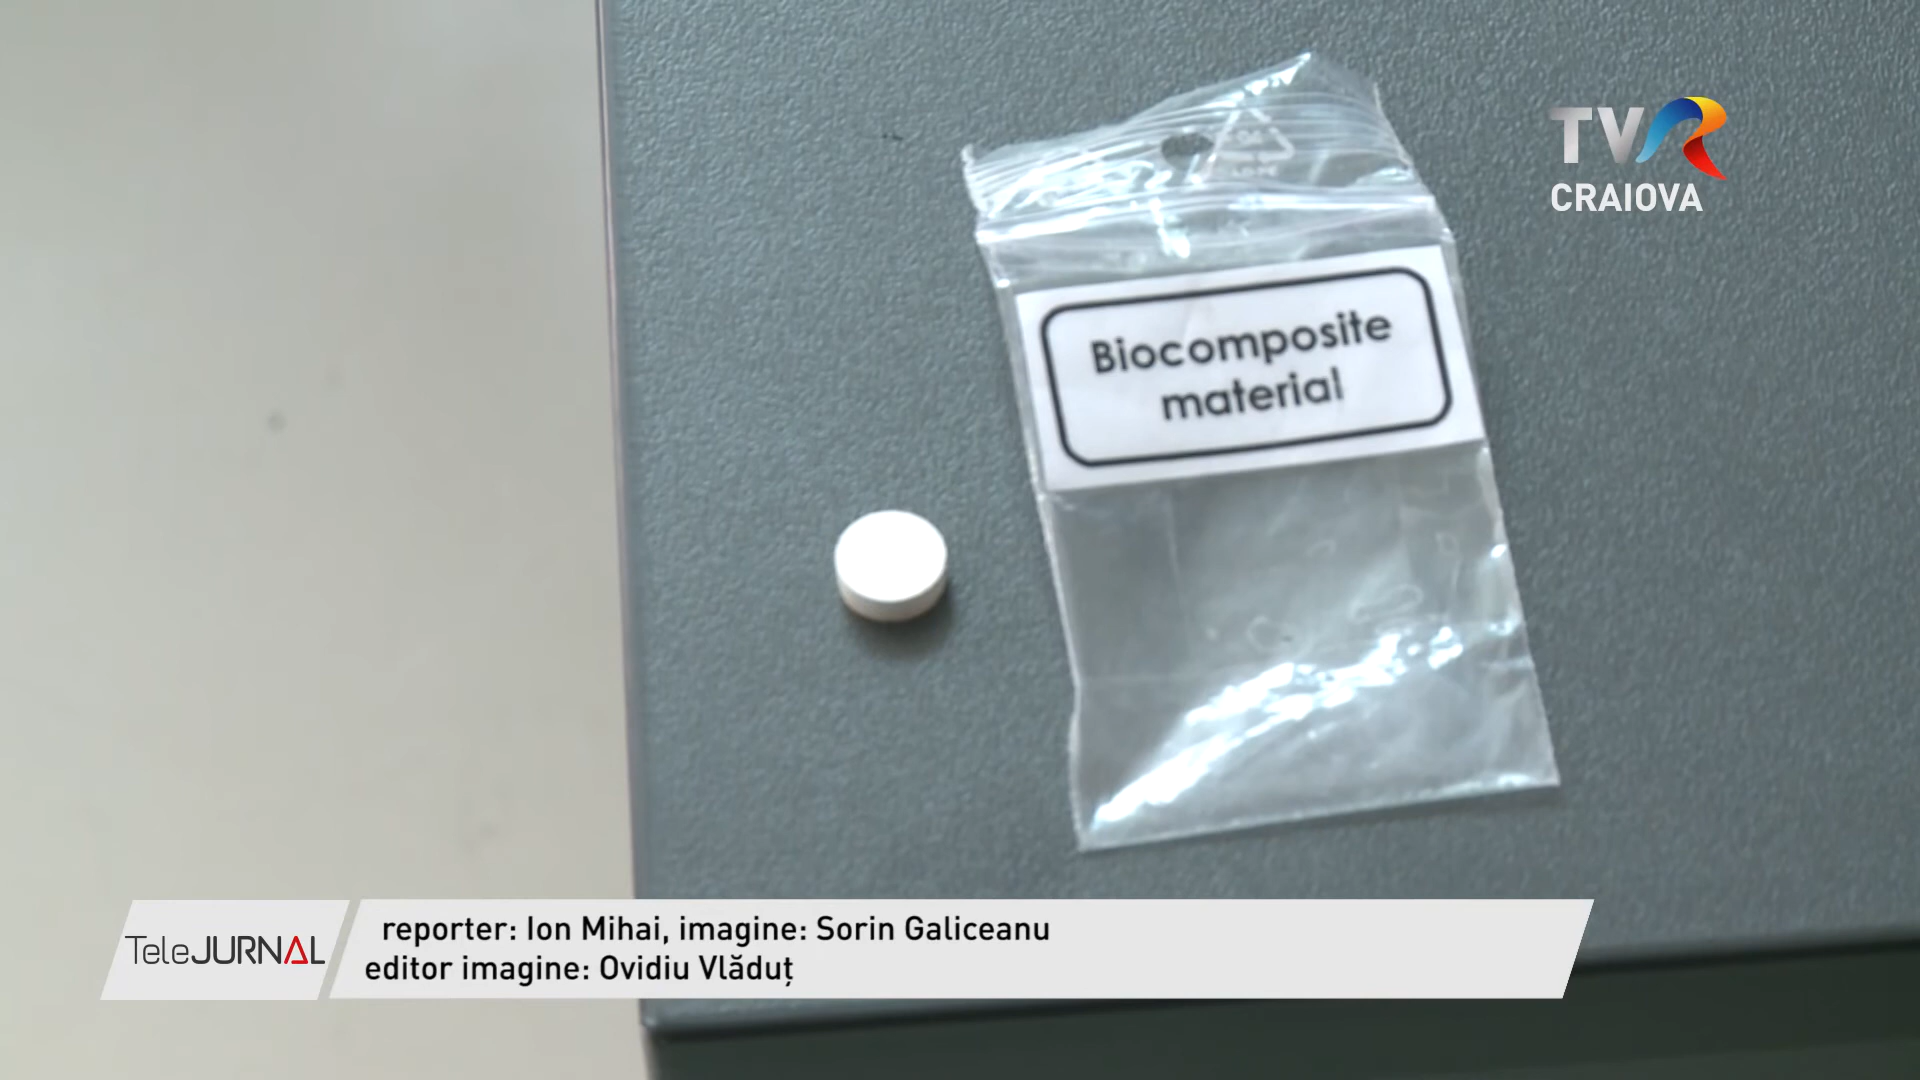 TVR
CRAIOVA
Biocomposite
material
TeleJURNAL
reporter: Ion Mihai, imagine: Sorin Galiceanu
editor imagine: Ovidiu Vlăduț